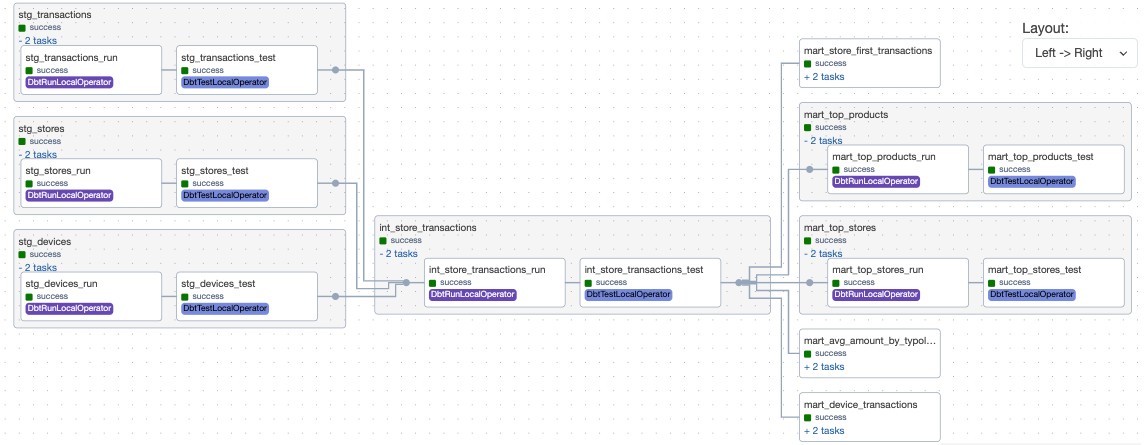 stg_transactions
success
- 2 tasks
stg_transactions_run
success
DbtRunLocalOperator
stg_transactions_test
success
DbtTestLocalOperator
stg_stores
success
- 2 tasks
stg_stores_run
success
DbtRunLocalOperator
stg_stores_test
success
DbtTestLocalOperator
stg_devices
success
- 2 tasks
stg_devices_run
success
DbtRunLocalOperator
stg_devices_test
success
DbtTestLocalOperator
int_store_transactions
success
- 2 tasks
int_store_transactions_run
success
DbtRunLocalOperator
int_store_transactions_test
success
DbtTestLocalOperator
Layout:
Left -> Right
mart_store_first_transactions
success
+ 2 tasks
mart_top_products
success
- 2 tasks
mart_top_products_run
success
DbtRunLocalOperator
mart_top_products_test
success
DbtTestLocalOperator
mart_top_stores
success
- 2 tasks
mart_top_stores_run
success
DbtRunLocalOperator
mart_top_stores_test
success
DbtTestLocalOperator
mart_avg_amount_by_typol...
success
+ 2 tasks
mart_device_transactions
success
+ 2 tasks